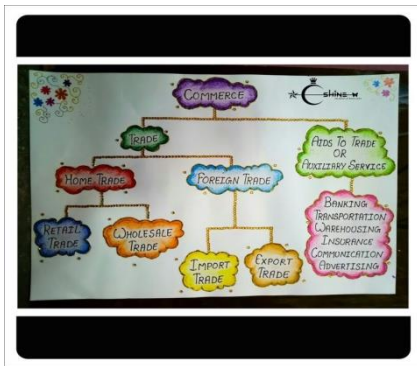 COMMERCE
SHINE W
TRADE
AIDS TO TRADE
OR
AUXILIARY SERVICE
HOME TRADE
FOREIGN TRADE
RETAIL
TRADE
WHOLESALE
TRADE
IMPORT
TRADE
EXPORT
TRADE
BANKING
TRANSPORTATION
WAREHOUSING
INSURANCE
COMMUNICATION
ADVERTISING